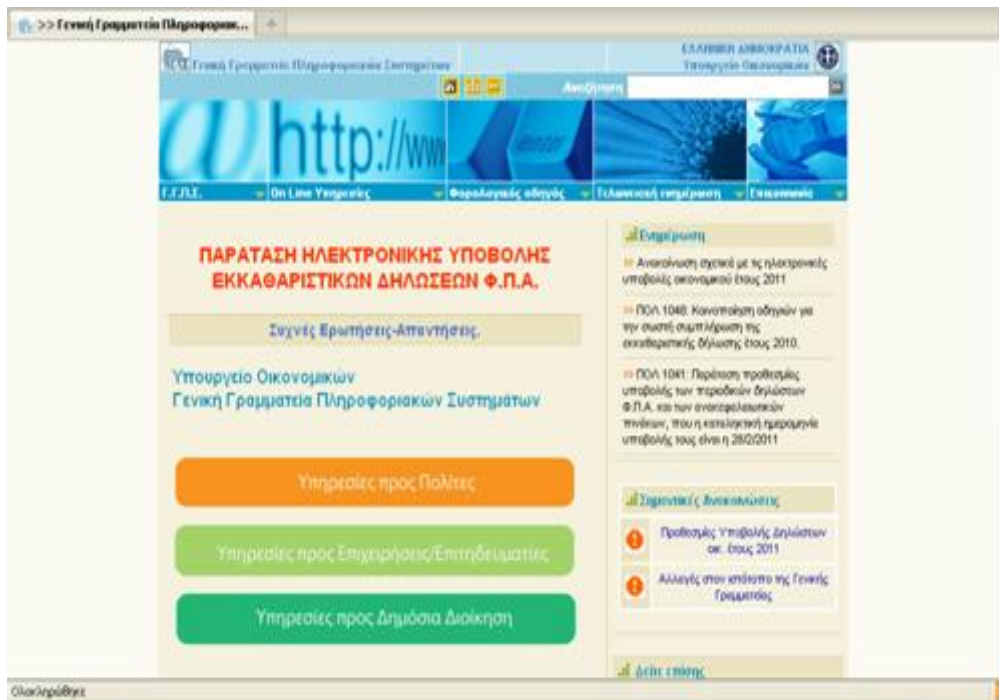 >> Γενική Γραμματεία Πληροφοριακ...
Γενική Γραμματεία Πληροφοριακών Συστημάτων
ΕΛΛΗΝΙΚΗ ΔΗΜΟΚΡΑΤΙΑ
Υπουργείο Οικονομικών
Αναζήτηση
@ http://www
enter
Γ.Γ.Π.Σ.
On Line Υπηρεσίες
Φορολογικός οδηγός
Τελωνειακή ενημέρωση
Επικοινωνία
ΠΑΡΑΤΑΣΗ ΗΛΕΚΤΡΟΝΙΚΗΣ ΥΠΟΒΟΛΗΣ
ΕΚΚΑΘΑΡΙΣΤΙΚΩΝ ΔΗΛΩΣΕΩΝ Φ.Π.Α.
Συχνές Ερωτήσεις-Απαντήσεις.
Υπουργείο Οικονομικών
Γενική Γραμματεία Πληροφοριακών Συστημάτων
Υπηρεσίες προς Πολίτες
Υπηρεσίες προς Επιχειρήσεις/Επιτηδευματίες
Υπηρεσίες προς Δημόσια Διοίκηση
Ενημέρωση
Ανακοίνωση σχετικά με τις ηλεκτρονικές
υποβολές οικονομικού έτους 2011
ΠΟΛ 1048: Κοινοποίηση οδηγιών για
την σωστή συμπλήρωση της
εκκαθαριστικής δήλωσης έτους 2010.
ΠΟΛ 1041: Παράταση προθεσμίας
υποβολής των περιοδικών δηλώσεων
Φ.Π.Α. και των ανακεφαλαιωτικών
πινάκων, που η καταληκτική ημερομηνία
υποβολής τους είναι η 28/2/2011
Σημαντικές Ανακοινώσεις
Προθεσμίες Υποβολής Δηλώσεων
οικ. έτους 2011
Αλλαγές στον ιστότοπο της Γενικής
Γραμματείας
Δείτε επίσης
Ολοκληρώθηκε